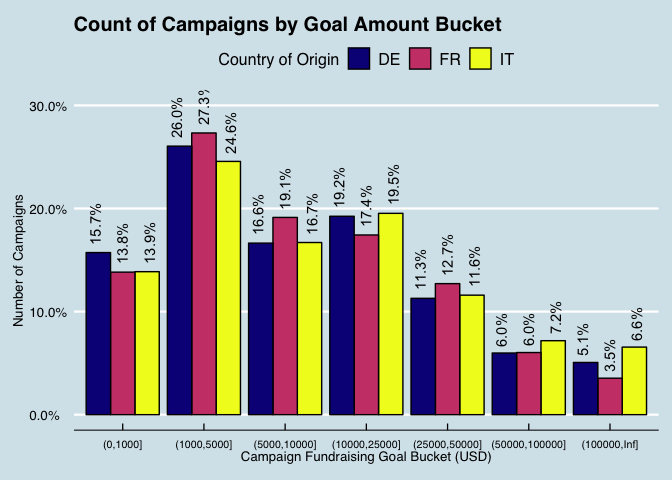 Count of Campaigns by Goal Amount Bucket
Country of Origin DE FR IT
Number of Campaigns
30.0%
20.0%
10.0%
0.0%
15.7% 13.8% 13.9%
26.0% 27.3% 24.6%
16.6% 19.1% 16.7%
19.2% 17.4% 19.5%
11.3% 12.7% 11.6%
6.0% 6.0% 7.2%
5.1% 3.5% 6.6%
(0,1000] (1000,5000] (5000,10000] (10000,25000] (25000,50000] (50000,100000] (100000,Inf]
Campaign Fundraising Goal Bucket (USD)